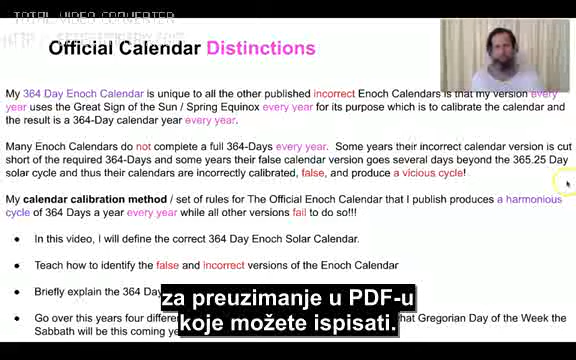 TOTAL VIDEO CONVERTER
Official Calendar Distinctions
My 364 Day Enoch Calendar is unique to all the other published incorrect Enoch Calendars is that my version every
year uses the Great Sign of the Sun / Spring Equinox every year for its purpose which is to calibrate the calendar and
the result is a 364-Day calendar year every year.
Many Enoch Calendars do not complete a full 364-Days every year. Some years their incorrect calendar version is cut
short of the required 364-Days and some years their false calendar version goes several days beyond the 365.25 Day
solar cycle and thus their calendars are incorrectly calibrated, false, and produce a vicious cycle!
My calendar calibration method / set of rules for The Official Enoch Calendar that I publish produces a harmonious
cycle of 364 Days a year every year while all other versions fail to do so!!!
● In this video, I will define the correct 364 Day Enoch Solar Calendar.
● Teach how to identify the false and incorrect versions of the Enoch Calendar
● Briefly explain the 364 Day
● Go over this years four different hat Gregorian Day of the Week the
Sabbath will be this coming ye
za preuzimanje u PDF-u
koje možete ispisati.